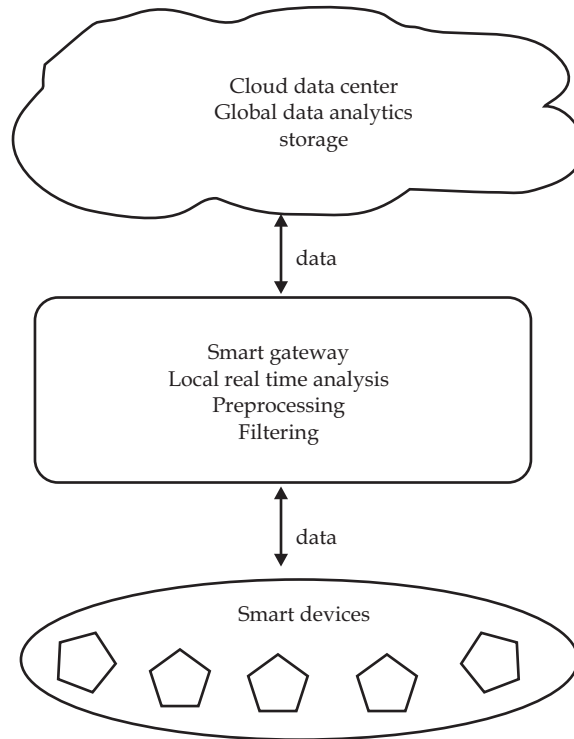 Cloud data center
Global data analytics
storage
data
Smart gateway
Local real time analysis
Preprocessing
Filtering
data
Smart devices